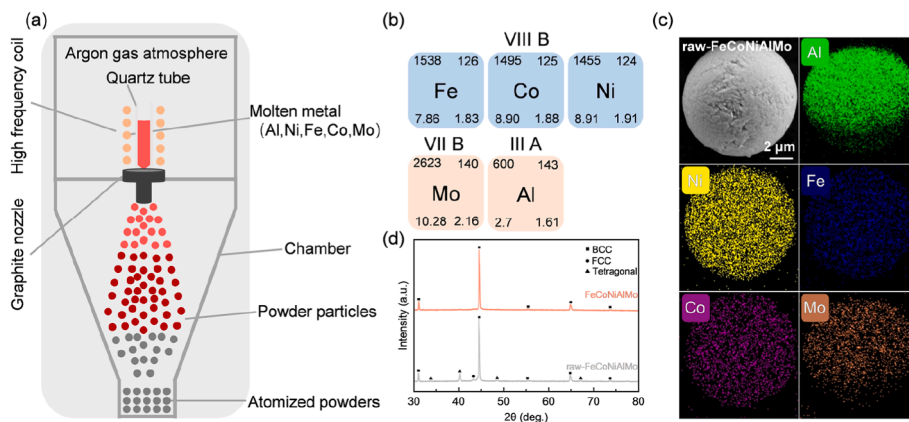 (a)
Argon gas atmosphere
Quartz tube
High frequency coil
Molten metal
(Al,Ni,Fe,Co,Mo)
Graphite nozzle
Chamber
Powder particles
Atomized powders
(b)
VIII B
1538 126
Fe
7.86 1.83
1495 125
Co
8.90 1.88
1455 124
Ni
8.91 1.91
VII B
2623 140
Mo
10.28 2.16
III A
600 143
Al
2.7 1.61
(d)
Intensity (a.u.)
BCC
FCC
Tetragonal
FeCoNiAlMo
raw-FeCoNiAlMo
30 40 50 60 70 80
2θ (deg.)
(c)
raw-FeCoNiAlMo
2 μm
Al
Ni
Fe
Co
Mo